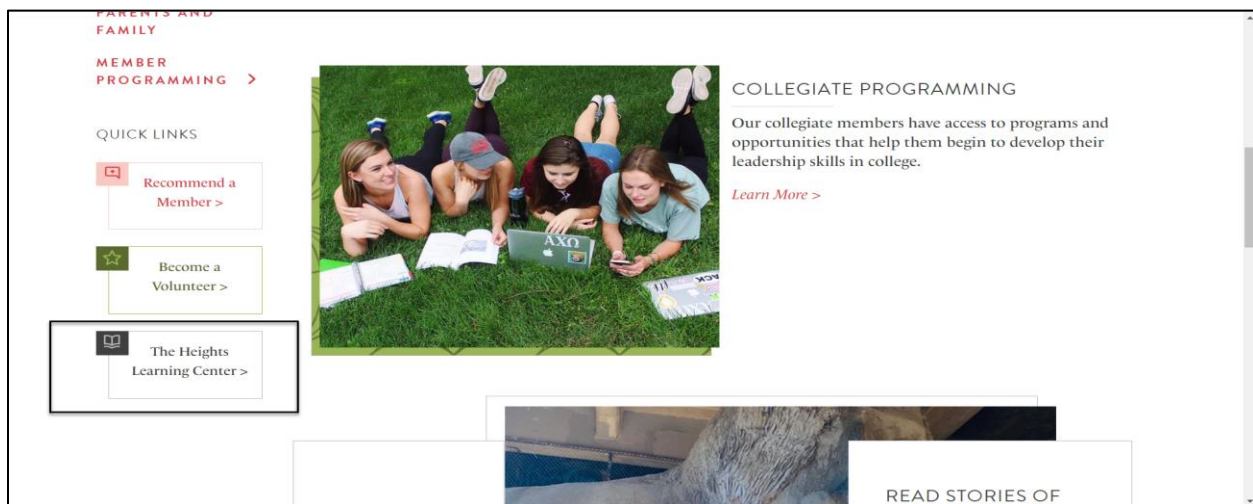 PARENTS AND
FAMILY
MEMBER
PROGRAMMING >
QUICK LINKS
Recommend a
Member >
Become a
Volunteer >
The Heights
Learning Center >
COLLEGIATE PROGRAMMING
Our collegiate members have access to programs and
opportunities that help them begin to develop their
leadership skills in college.
Learn More >
ΑΧΩ
READ STORIES OF